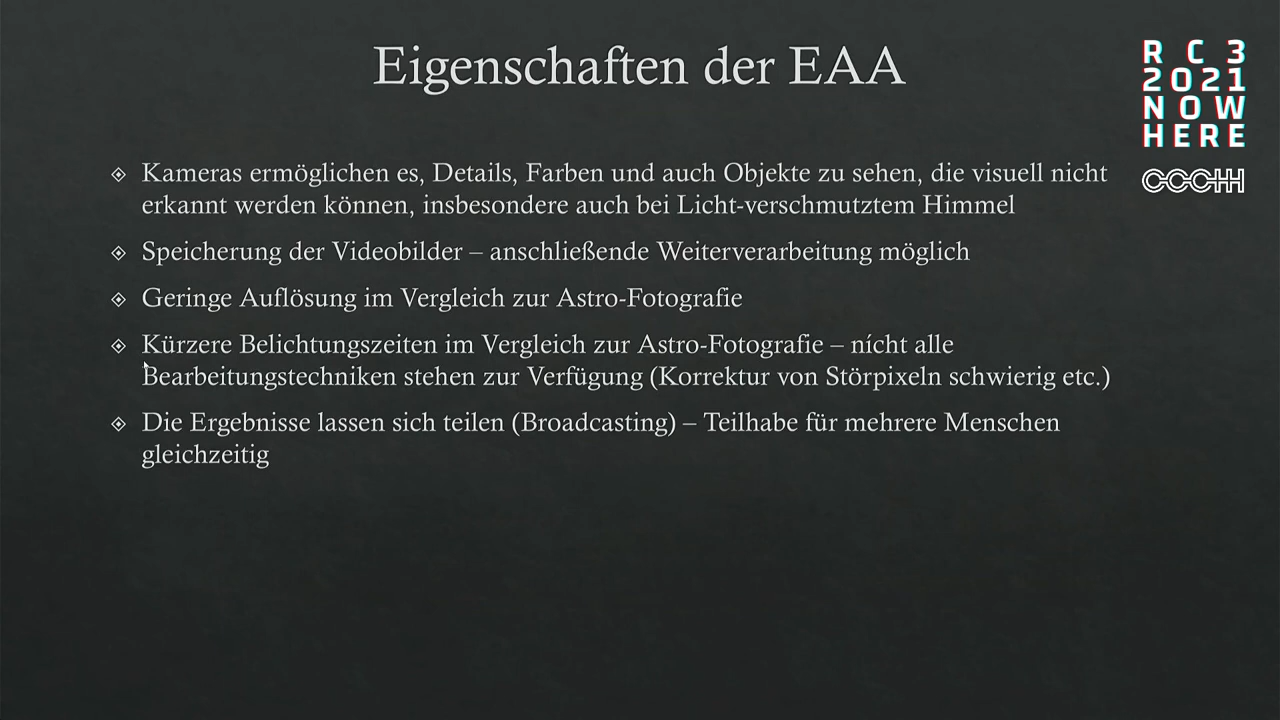 Eigenschaften der EAA
R C 3
2021
NOW
HERE
CCCHH
Kameras ermöglichen es, Details, Farben und auch Objekte zu sehen, die visuell nicht
erkannt werden können, insbesondere auch bei Licht-verschmutztem Himmel
Speicherung der Videobilder – anschließende Weiterverarbeitung möglich
Geringe Auflösung im Vergleich zur Astro-Fotografie
Kürzere Belichtungszeiten im Vergleich zur Astro-Fotografie – nícht alle
Bearbeitungstechniken stehen zur Verfügung (Korrektur von Störpixeln schwierig etc.)
Die Ergebnisse lassen sich teilen (Broadcasting) – Teilhabe für mehrere Menschen
gleichzeitig